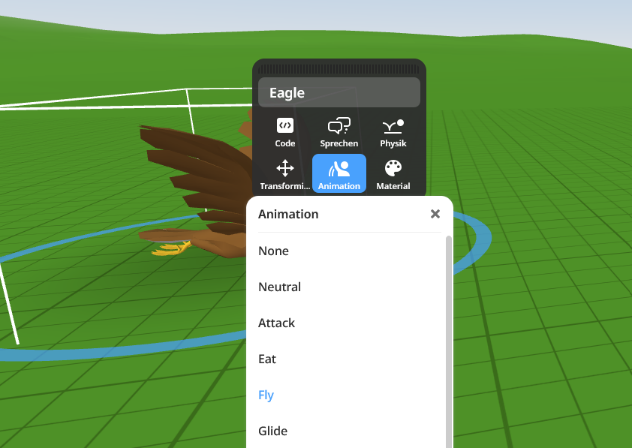 Eagle
Code
Sprechen
Physik
Transformi...
Animation
Material
Animation
None
Neutral
Attack
Eat
Fly
Glide